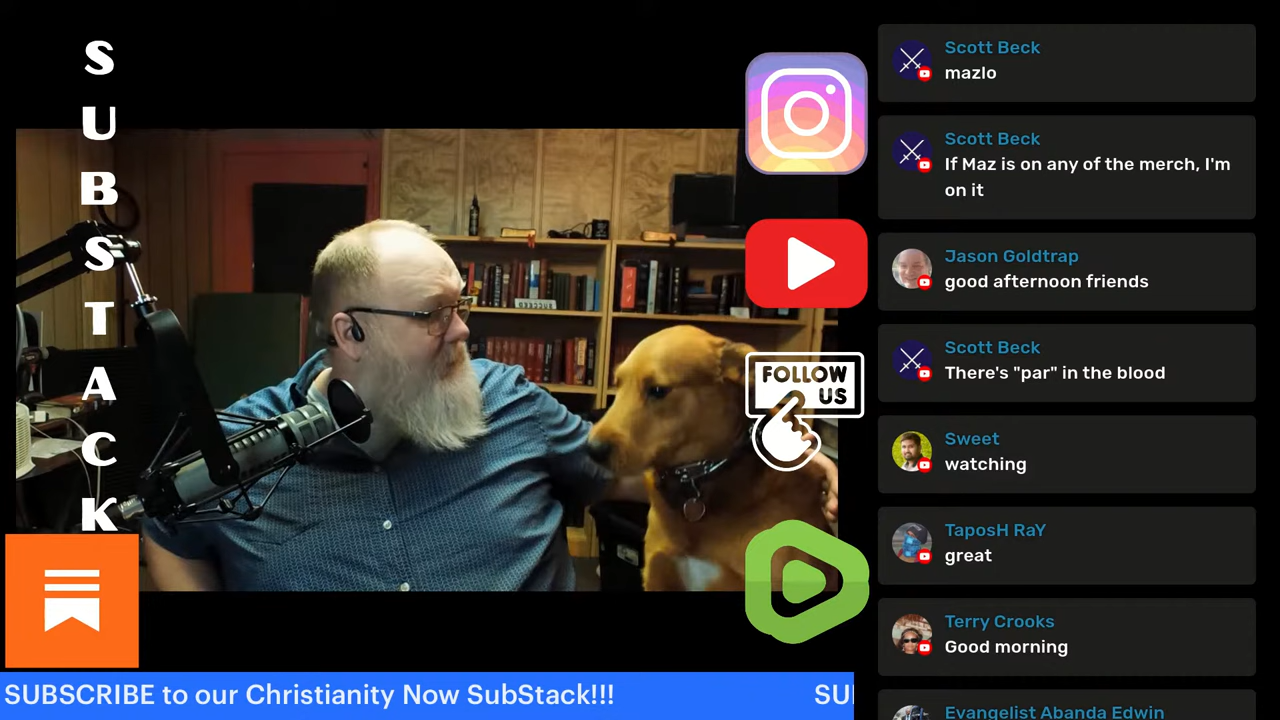 SUBSTACK
SUCCEED
FOLLOW
US
SUBSCRIBE to our Christianity Now SubStack!!!
SU
Scott Beck
mazlo
Scott Beck
If Maz is on any of the merch, I'm
on it
Jason Goldtrap
good afternoon friends
Scott Beck
There's "par" in the blood
Sweet
watching
TaposH RaY
great
Terry Crooks
Good morning
Evangelist Abanda Edwin